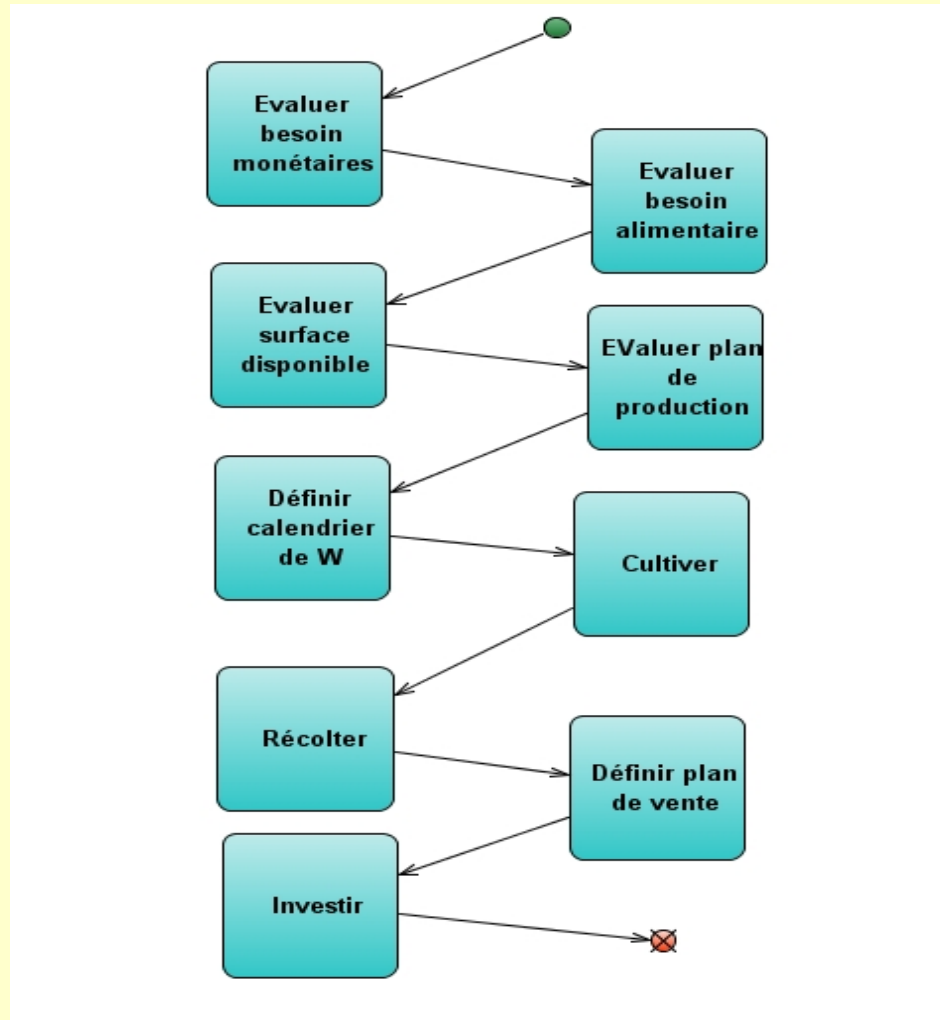 Evaluer
besoin
monétaires
Evaluer
besoin
alimentaire
Evaluer
surface
disponible
EValuer plan
de
production
Définir
calendrier
de W
Cultiver
Récolter
Définir plan
de vente
Investir